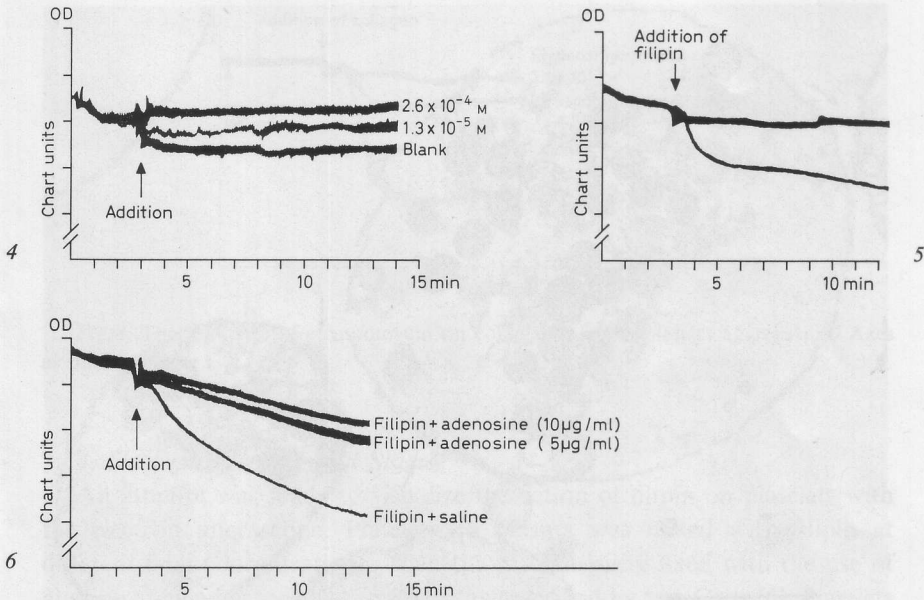 OD
Chart units
2.6 x 10⁻⁴ M
1.3 x 10⁻⁵ M
Blank
Addition
5
10
15 min
4
OD
Addition of
filipin
Chart units
5
10 min
5
OD
Chart units
Addition
Filipin + adenosine (10µg/ml)
Filipin + adenosine ( 5µg/ml)
Filipin + saline
5
10
15 min
6